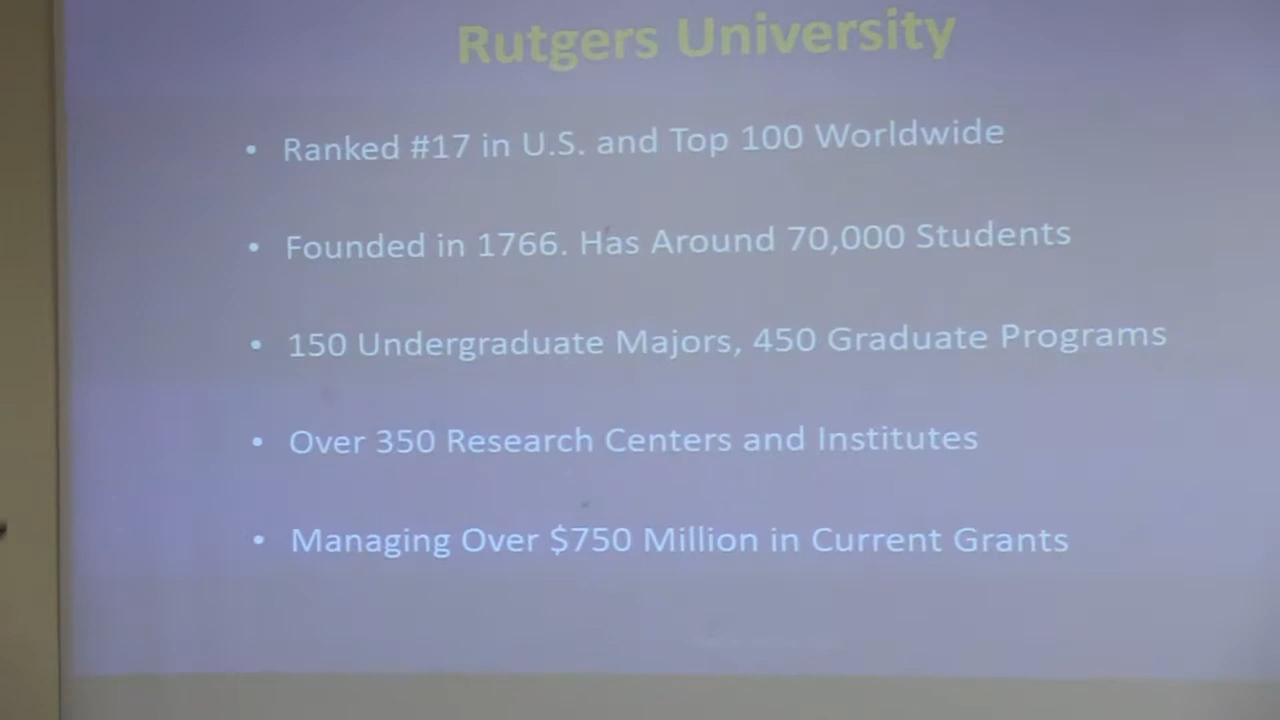 Rutgers University
• Ranked #17 in U.S. and Top 100 Worldwide
• Founded in 1766. Has Around 70,000 Students
• 150 Undergraduate Majors, 450 Graduate Programs
• Over 350 Research Centers and Institutes
• Managing Over $750 Million in Current Grants